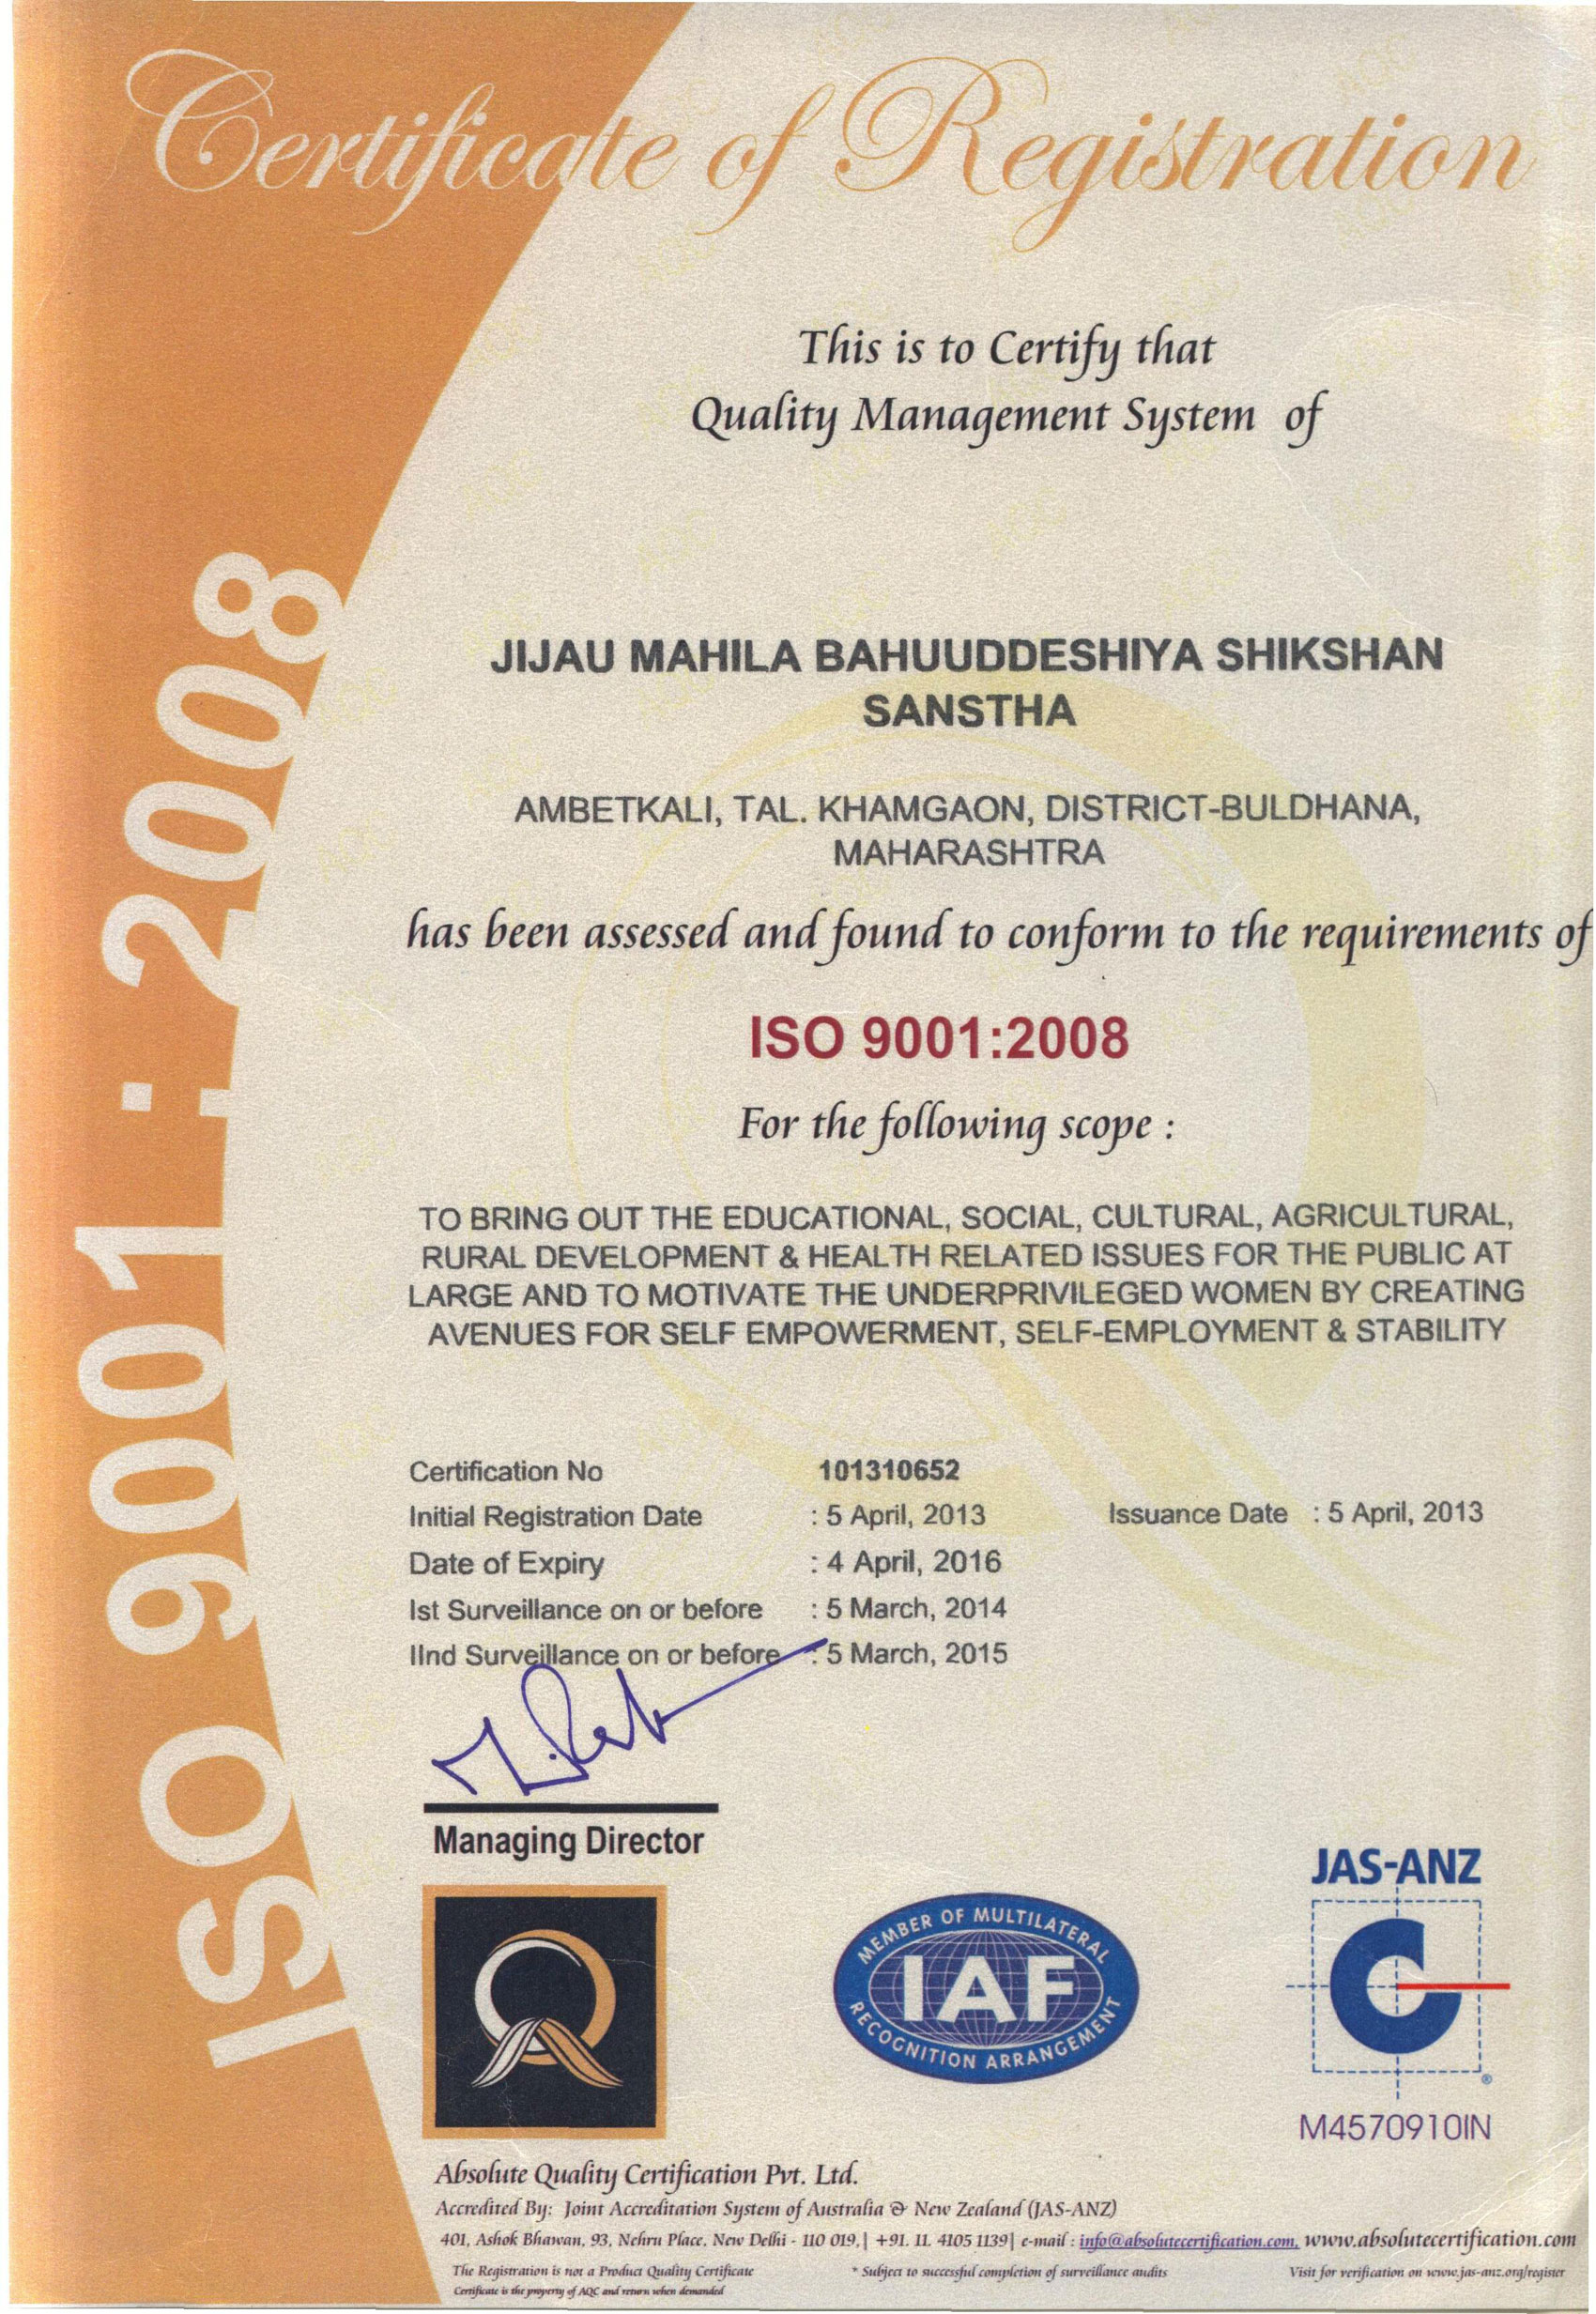 Certificate of Registration
This is to Certify that
Quality Management System of
JIJAU MAHILA BAHUUDDESHIYA SHIKSHAN
SANSTHA
AMBETKALI, TAL. KHAMGAON, DISTRICT-BULDHANA,
MAHARASHTRA
has been assessed and found to conform to the requirements of
ISO 9001:2008
For the following scope :
TO BRING OUT THE EDUCATIONAL, SOCIAL, CULTURAL, AGRICULTURAL,
RURAL DEVELOPMENT & HEALTH RELATED ISSUES FOR THE PUBLIC AT
LARGE AND TO MOTIVATE THE UNDERPRIVILEGED WOMEN BY CREATING
AVENUES FOR SELF EMPOWERMENT, SELF-EMPLOYMENT & STABILITY
Certification No 101310652
Initial Registration Date : 5 April, 2013 Issuance Date : 5 April, 2013
Date of Expiry : 4 April, 2016
Ist Surveillance on or before : 5 March, 2014
IInd Surveillance on or before : 5 March, 2015
Managing Director
ISO 9001 : 2008
MEMBER OF MULTILATERAL
IAF
RECOGNITION ARRANGEMENT
JAS-ANZ
®
M4570910IN
Absolute Quality Certification Pvt. Ltd.
Accredited By: Joint Accreditation System of Australia & New Zealand (JAS-ANZ)
401, Ashok Bhawan, 93, Nehru Place, New Delhi - 110 019,| +91. 11. 4105 1139| e-mail : info@absolutecertification.com, www.absolutecertification.com
The Registration is not a Product Quality Certificate * Subject to successful completion of surveillance audits Visit for verification on www.jas-anz.org/register
Certificate is the property of AQC and return when demanded